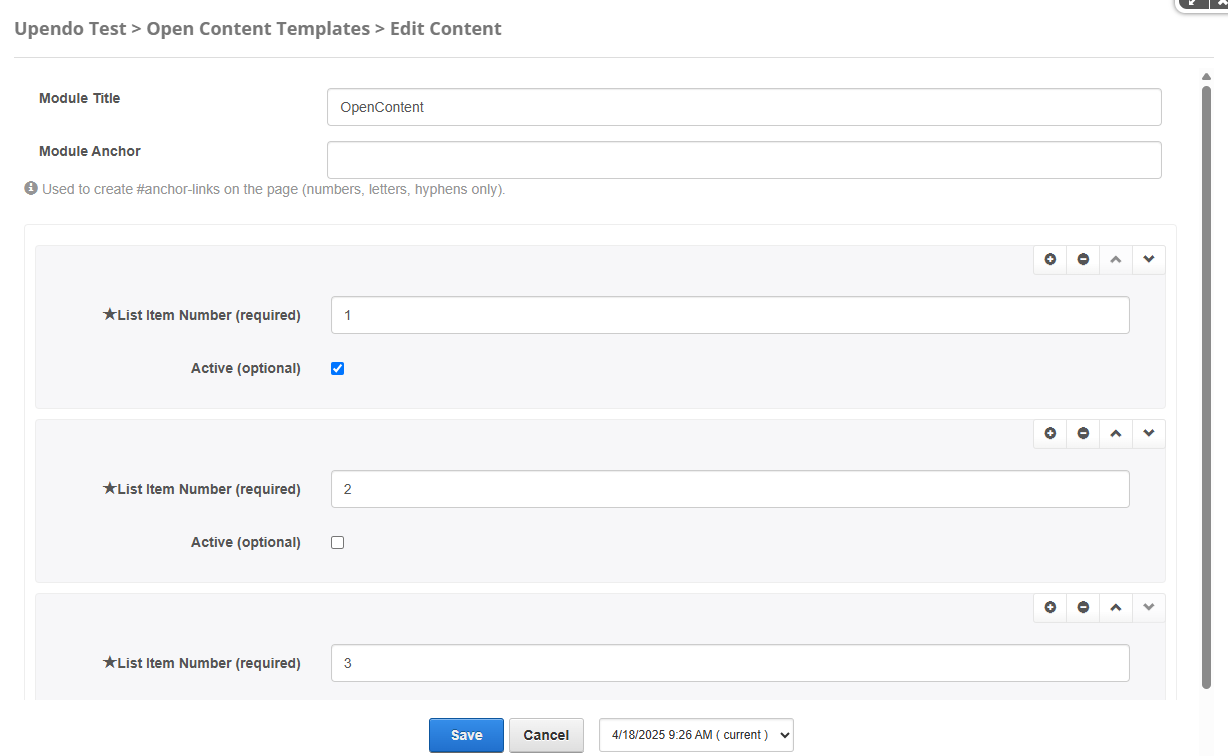 Upendo Test > Open Content Templates > Edit Content
Module Title
OpenContent
Module Anchor
Used to create #anchor-links on the page (numbers, letters, hyphens only).
★List Item Number (required)
1
Active (optional)
★List Item Number (required)
2
Active (optional)
★List Item Number (required)
3
Save
Cancel
4/18/2025 9:26 AM ( current )